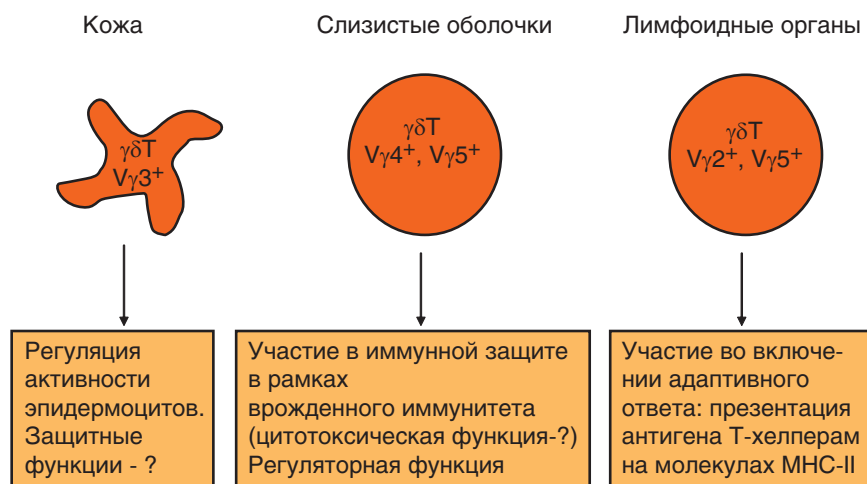 Кожа
Слизистые оболочки
Лимфоидные органы
γδT
Vγ3⁺
γδT
Vγ4⁺, Vγ5⁺
γδT
Vγ2⁺, Vγ5⁺
Регуляция
активности
эпидермоцитов.
Защитные
функции - ?
Участие в иммунной защите
в рамках
врожденного иммунитета
(цитотоксическая функция-?)
Регуляторная функция
Участие во включе-
нии адаптивного
ответа: презентация
антигена Т-хелперам
на молекулах МНС-II